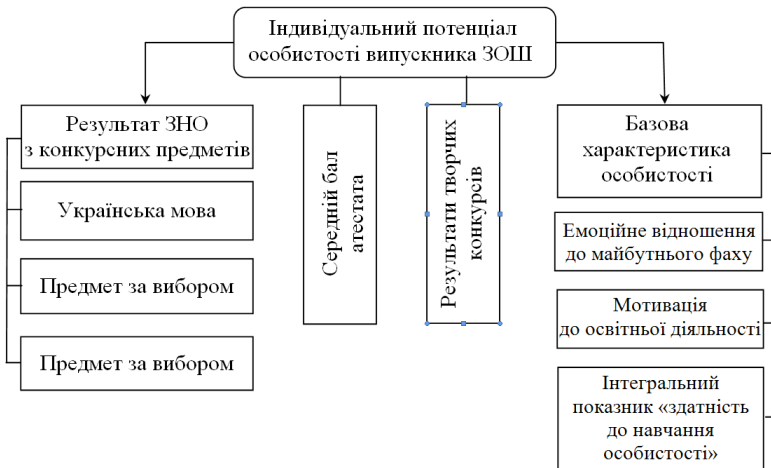 Індивідуальний потенціал
особистості випускника ЗОШ
Результат ЗНО
з конкурсних предметів
Українська мова
Предмет за вибором
Предмет за вибором
Середній бал
атестата
Результати творчих
конкурсів
Базова
характеристика
особистості
Емоційне відношення
до майбутнього фаху
Мотивація
до освітньої діяльності
Інтегральний
показник «здатність
до навчання
особистості»